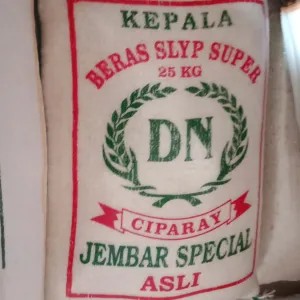 KEPALA
BERAS SLYP SUPER
25 KG
DN
CIPARAY
JEMBAR SPECIAL
ASLI